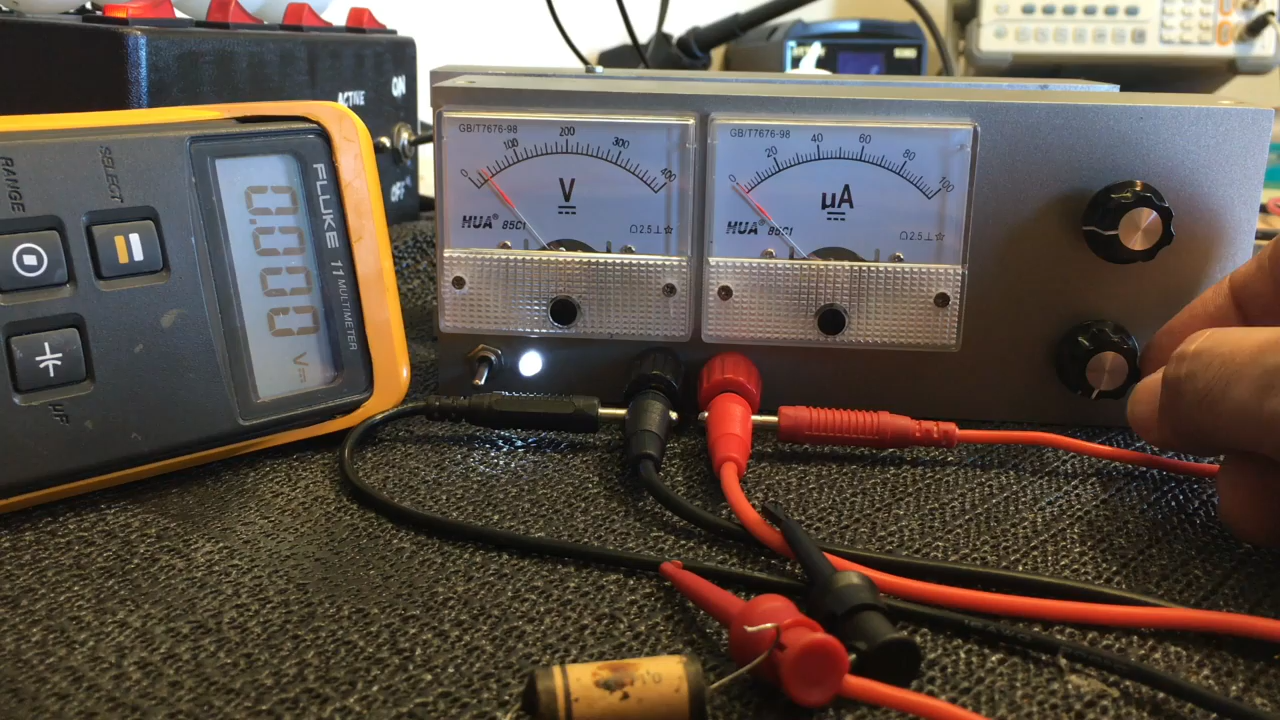 ACTIVE
ON
OFF
RANGE
SELECT
FLUKE 11 MULTIMETER
0.000 V
µF
GB/T7676-98
0 100 200 300 400
V
HUA® 85C1
2.5
GB/T7676-98
0 20 40 60 80 100
µA
HUA® 85C1
2.5